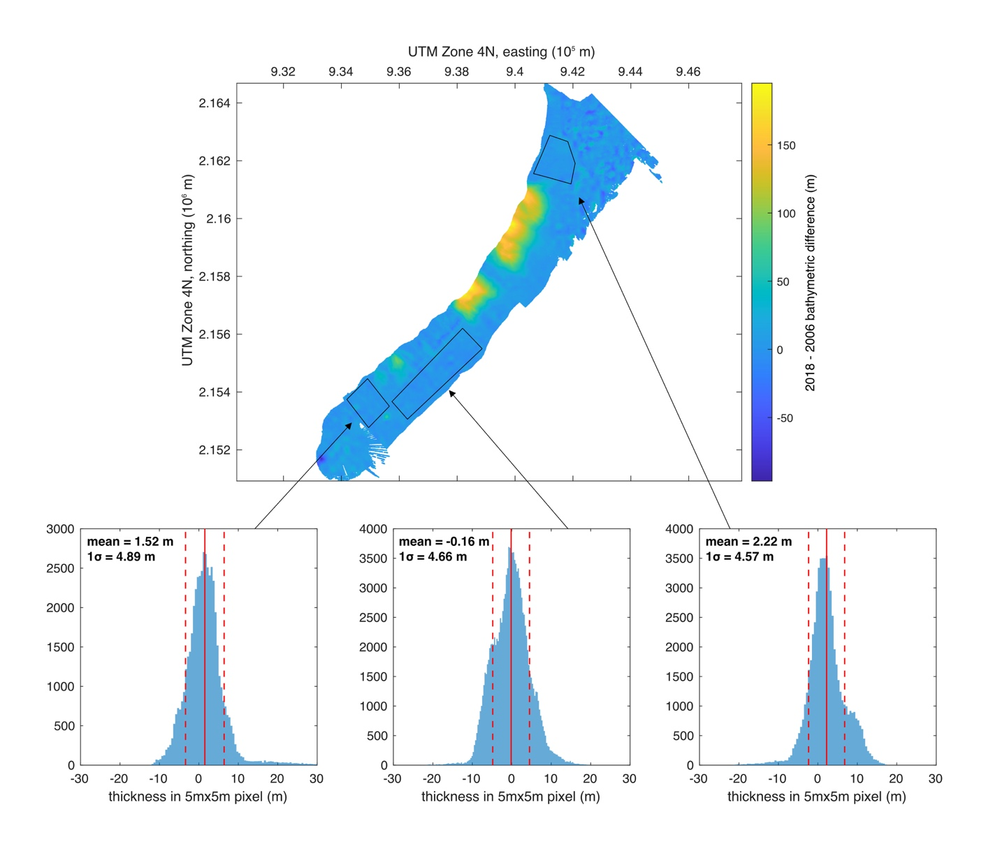 UTM Zone 4N, easting (10⁵ m)
9.32 9.34 9.36 9.38 9.4 9.42 9.44 9.46
UTM Zone 4N, northing (10⁶ m)
2.164
2.162
2.16
2.158
2.156
2.154
2.152
150
100
50
0
-50
2018 - 2006 bathymetric difference (m)
mean = 1.52 m
1σ = 4.89 m
3000
2500
2000
1500
1000
500
0
-30 -20 -10 0 10 20 30
thickness in 5mx5m pixel (m)
mean = -0.16 m
1σ = 4.66 m
4000
3500
3000
2500
2000
1500
1000
500
0
-30 -20 -10 0 10 20 30
thickness in 5mx5m pixel (m)
mean = 2.22 m
1σ = 4.57 m
4000
3500
3000
2500
2000
1500
1000
500
0
-30 -20 -10 0 10 20 30
thickness in 5mx5m pixel (m)